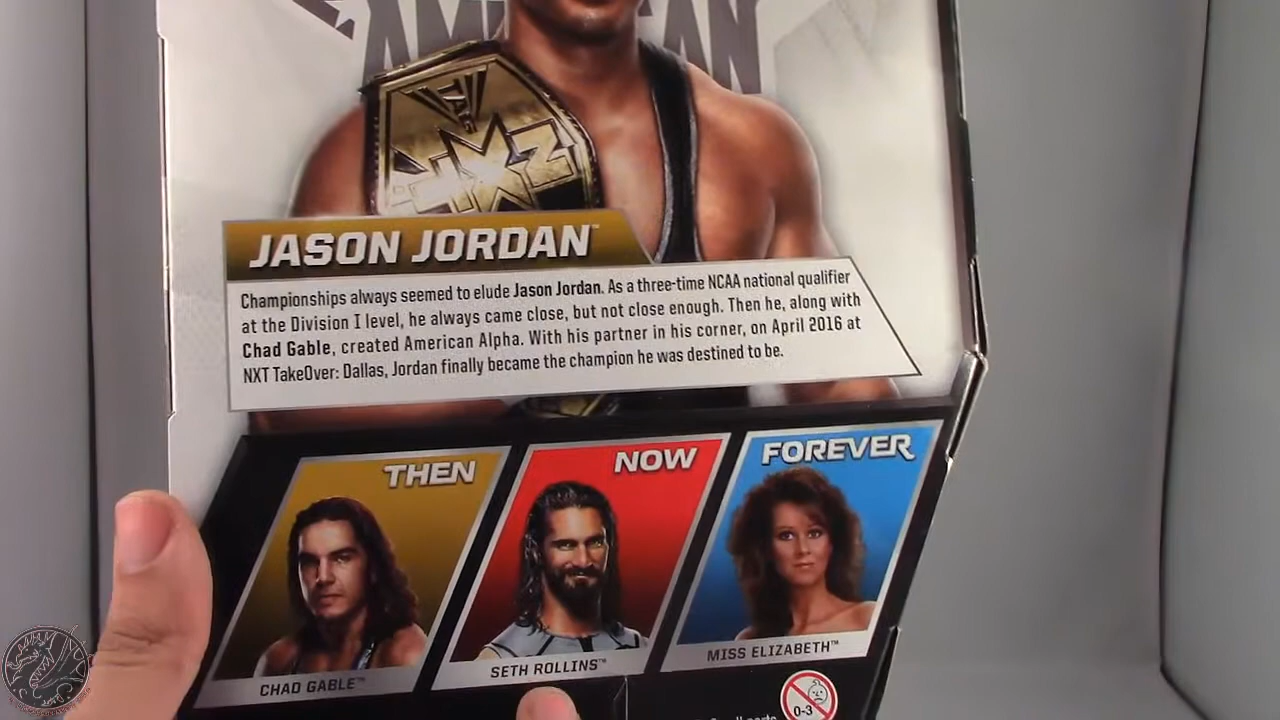 AMERICAN
JASON JORDAN™
Championships always seemed to elude Jason Jordan. As a three-time NCAA national qualifier
at the Division I level, he always came close, but not close enough. Then he, along with
Chad Gable, created American Alpha. With his partner in his corner, on April 2016 at
NXT TakeOver: Dallas, Jordan finally became the champion he was destined to be.
THEN
NOW
FOREVER
CHAD GABLE™
SETH ROLLINS™
MISS ELIZABETH™
0-3